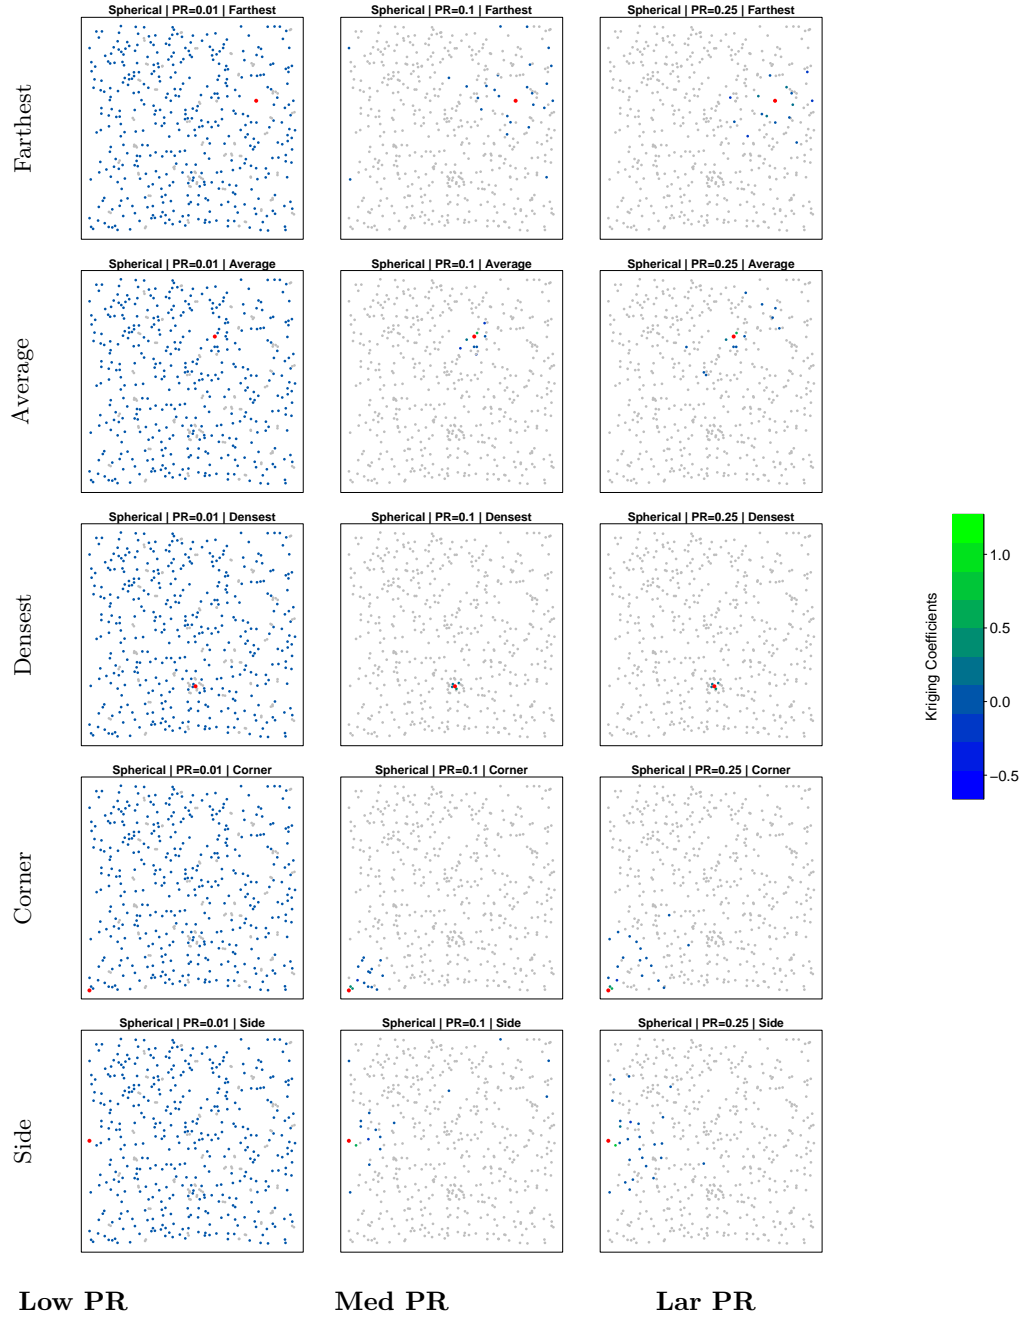 Spherical | PR=0.01 | Farthest
Spherical | PR=0.1 | Farthest
Spherical | PR=0.25 | Farthest
Farthest
Spherical | PR=0.01 | Average
Spherical | PR=0.1 | Average
Spherical | PR=0.25 | Average
Average
Spherical | PR=0.01 | Densest
Spherical | PR=0.1 | Densest
Spherical | PR=0.25 | Densest
Densest
Kriging Coefficients
1.0
0.5
0.0
−0.5
Spherical | PR=0.01 | Corner
Spherical | PR=0.1 | Corner
Spherical | PR=0.25 | Corner
Corner
Spherical | PR=0.01 | Side
Spherical | PR=0.1 | Side
Spherical | PR=0.25 | Side
Side
Low PR
Med PR
Lar PR